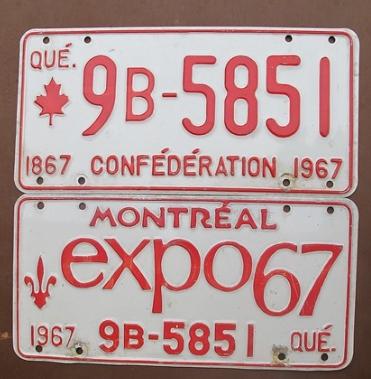 QUÉ.
9B-5851
1867 CONFÉDÉRATION 1967
MONTRÉAL
expo67
1967 9B-5851 QUÉ.